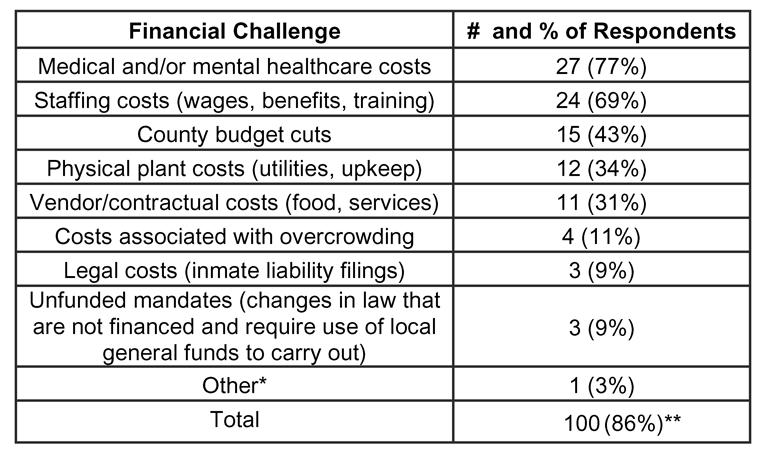 Financial Challenge # and % of Respondents
Medical and/or mental healthcare costs 27 (77%)
Staffing costs (wages, benefits, training) 24 (69%)
County budget cuts 15 (43%)
Physical plant costs (utilities, upkeep) 12 (34%)
Vendor/contractual costs (food, services) 11 (31%)
Costs associated with overcrowding 4 (11%)
Legal costs (inmate liability filings) 3 (9%)
Unfunded mandates (changes in law that
are not financed and require use of local
general funds to carry out) 3 (9%)
Other* 1 (3%)
Total 100 (86%)**